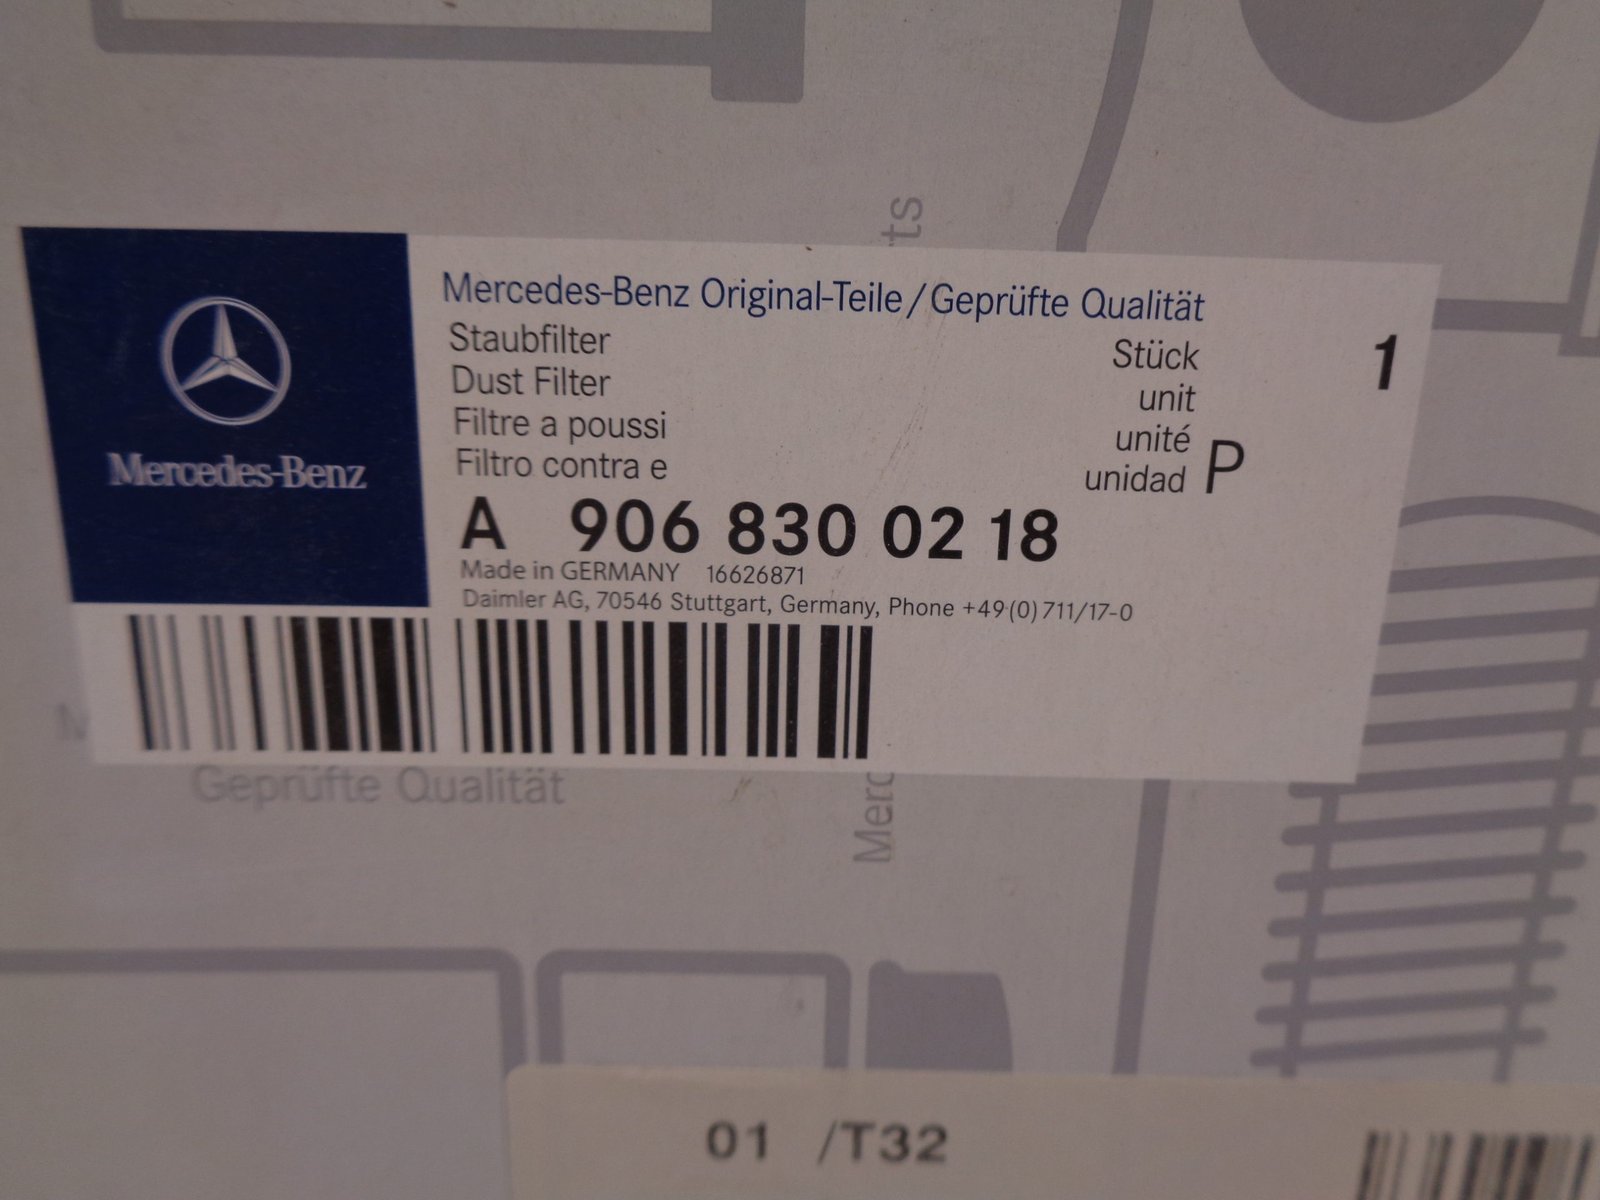 ts
Mercedes-Benz
Mercedes-Benz Original-Teile/Geprüfte Qualität
Staubfilter
Dust Filter
Filtre a poussi
Filtro contra e
Stück
unit
unité
unidad P
1
A 906 830 02 18
Made in GERMANY 16626871
Daimler AG, 70546 Stuttgart, Germany, Phone +49(0)711/17-0
Geprüfte Qualität
Merc
01 /T32